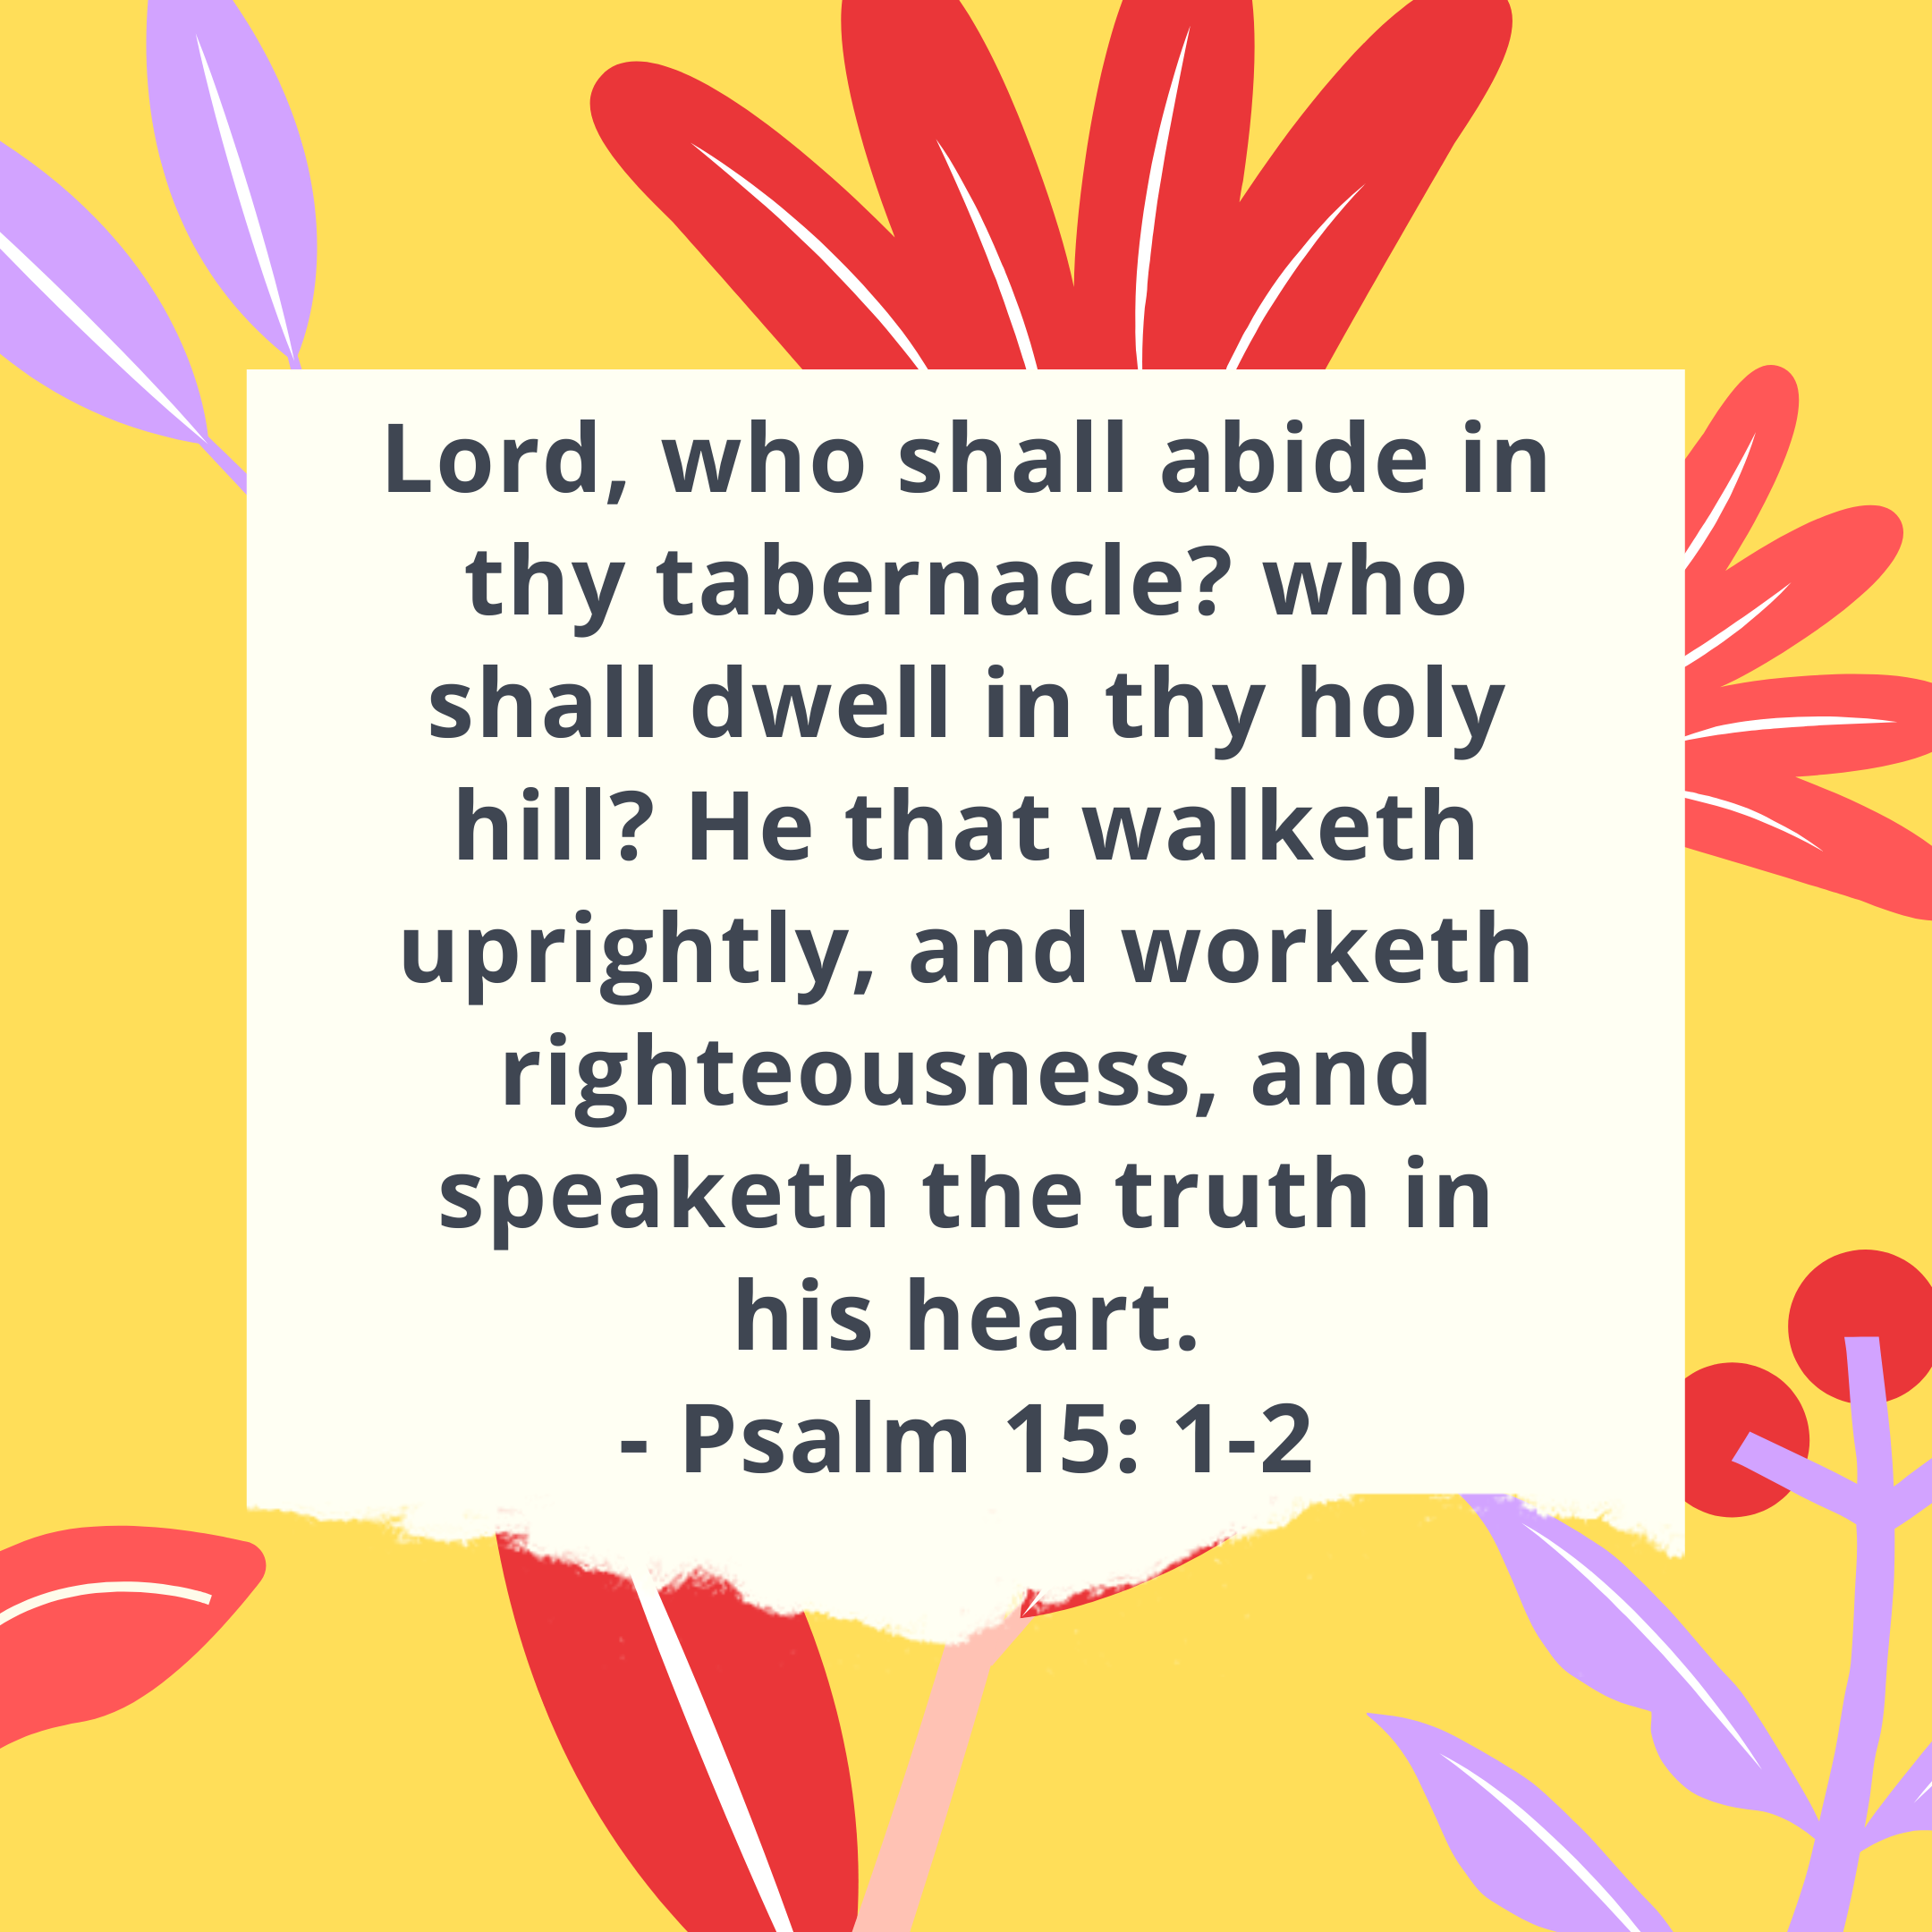 Lord, who shall abide in
thy tabernacle? who
shall dwell in thy holy
hill? He that walketh
uprightly, and worketh
righteousness, and
speaketh the truth in
his heart.
- Psalm 15: 1-2